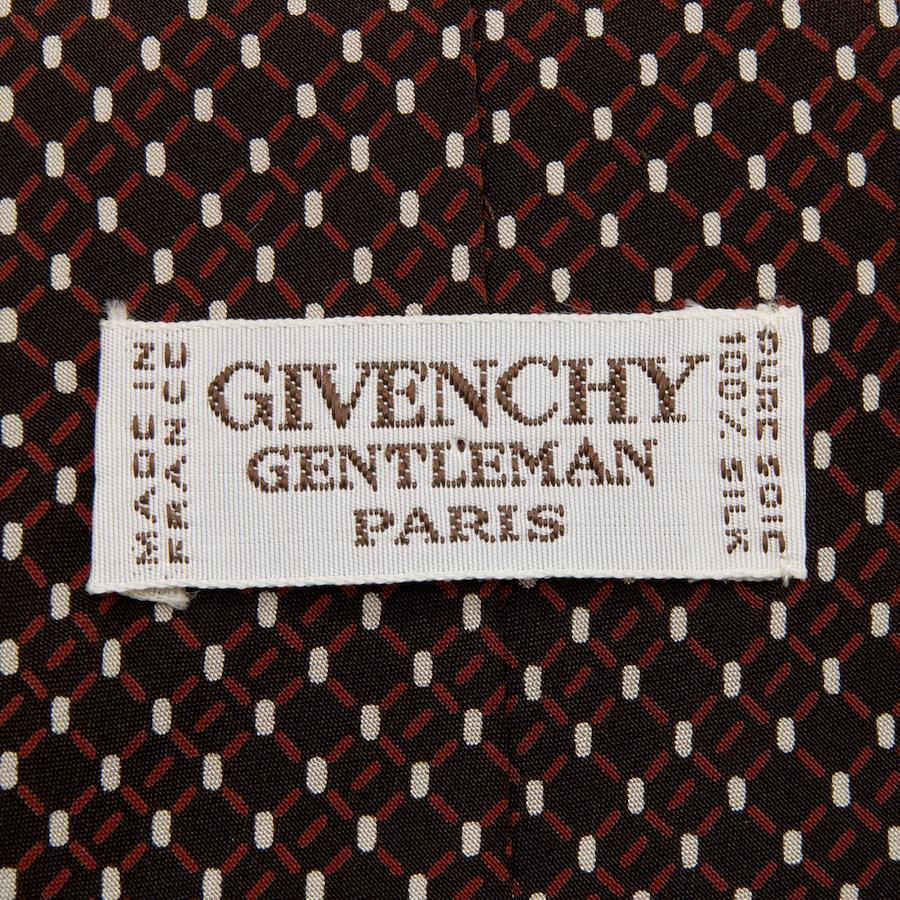 MADE IN
FRANCE
GIVENCHY
GENTLEMAN
PARIS
PURE SOIE
100% SILK